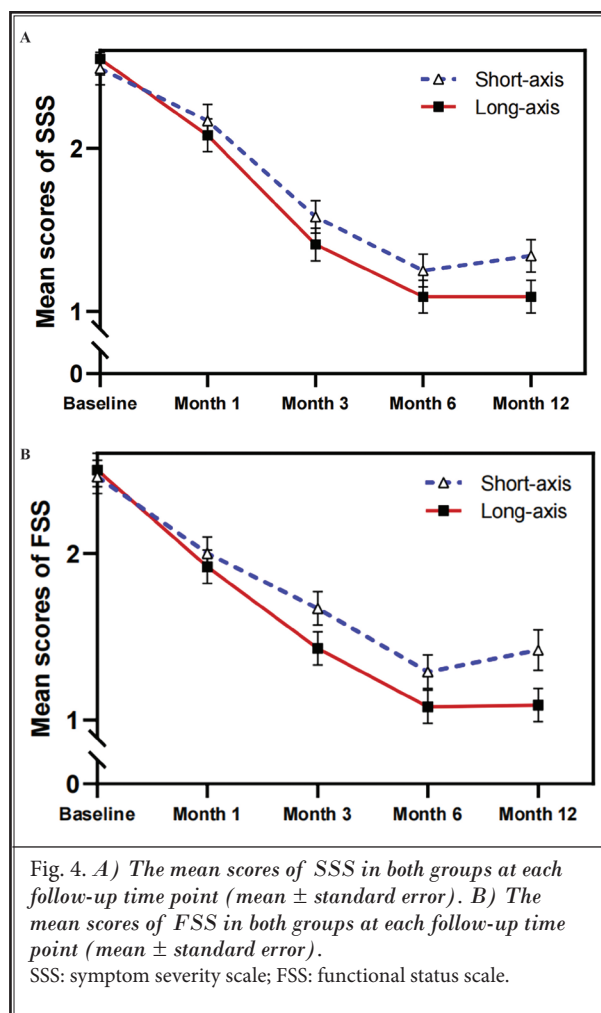 A
Mean scores of SSS
2
1
0
Short-axis
Long-axis
Baseline Month 1 Month 3 Month 6 Month 12
B
Mean scores of FSS
2
1
0
Short-axis
Long-axis
Baseline Month 1 Month 3 Month 6 Month 12
Fig. 4. A) The mean scores of SSS in both groups at each
follow-up time point (mean ± standard error). B) The
mean scores of FSS in both groups at each follow-up time
point (mean ± standard error).
SSS: symptom severity scale; FSS: functional status scale.